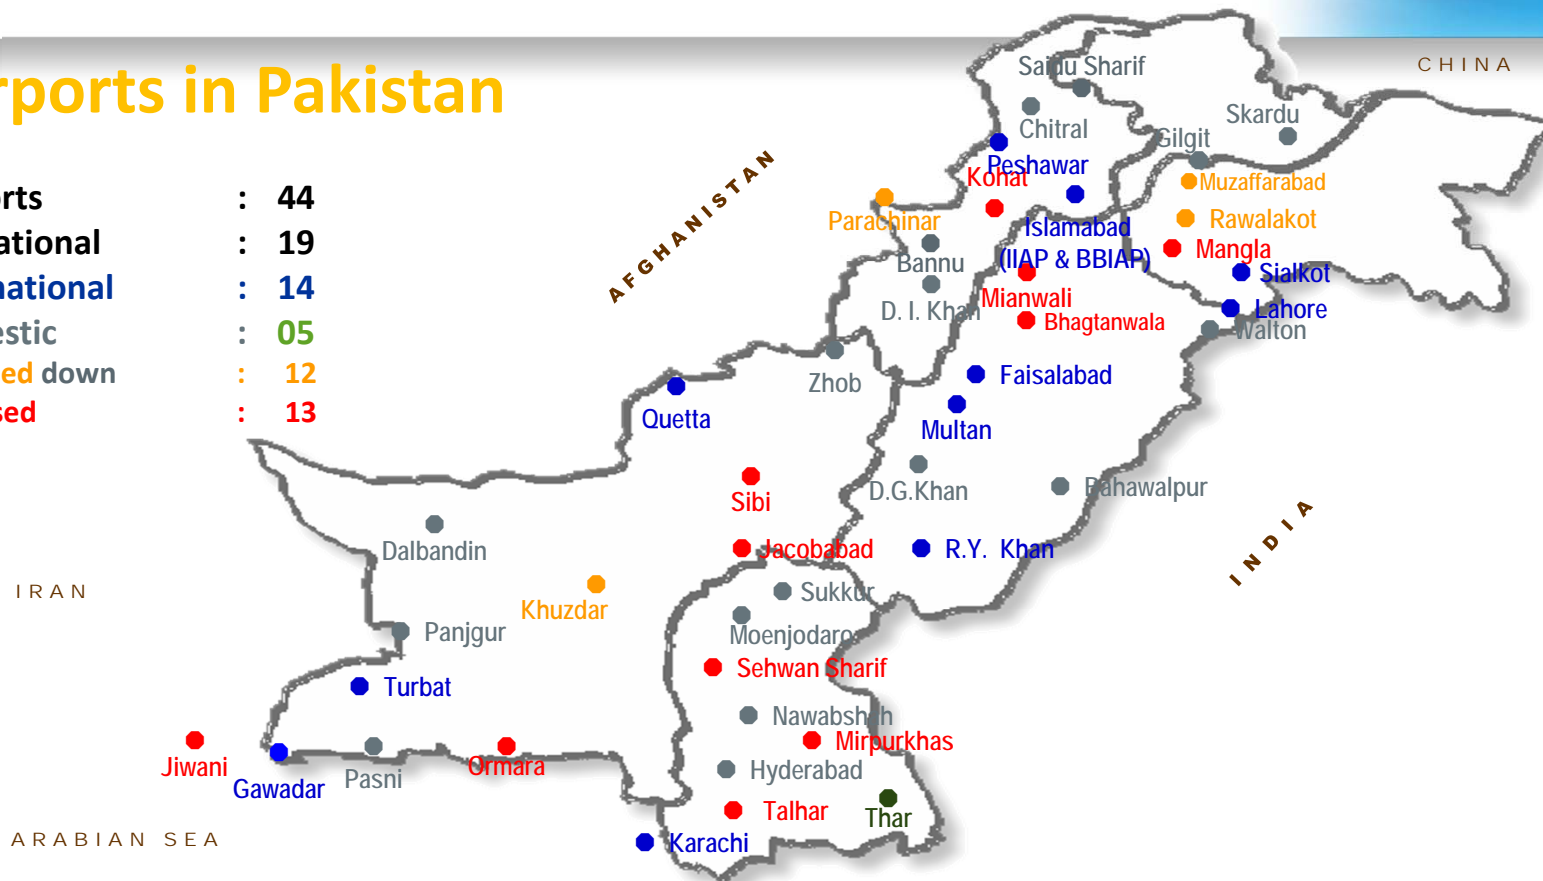 rports in Pakistan
CHINA
rts : 44
ational : 19
national : 14
estic : 05
ed down : 12
sed : 13
AFGHANISTAN
Saidu Sharif
Chitral
Skardu
Gilgit
Peshawar
Kohat
Muzaffarabad
Parachinar
Rawalakot
Islamabad
(IIAP & BBIAP)
Mangla
Bannu
Sialkot
Mianwali
D. I. Khan
Lahore
Bhagtanwala
Walton
Zhob
Faisalabad
Quetta
Multan
D.G.Khan
Bahawalpur
Sibi
INDIA
Dalbandin
Jacobabad
R.Y. Khan
IRAN
Sukkur
Khuzdar
Panjgur
Moenjodaro
Sehwan Sharif
Turbat
Nawabshah
Mirpurkhas
Jiwani
Ormara
Pasni
Gawadar
Hyderabad
Talhar
Thar
ARABIAN SEA
Karachi